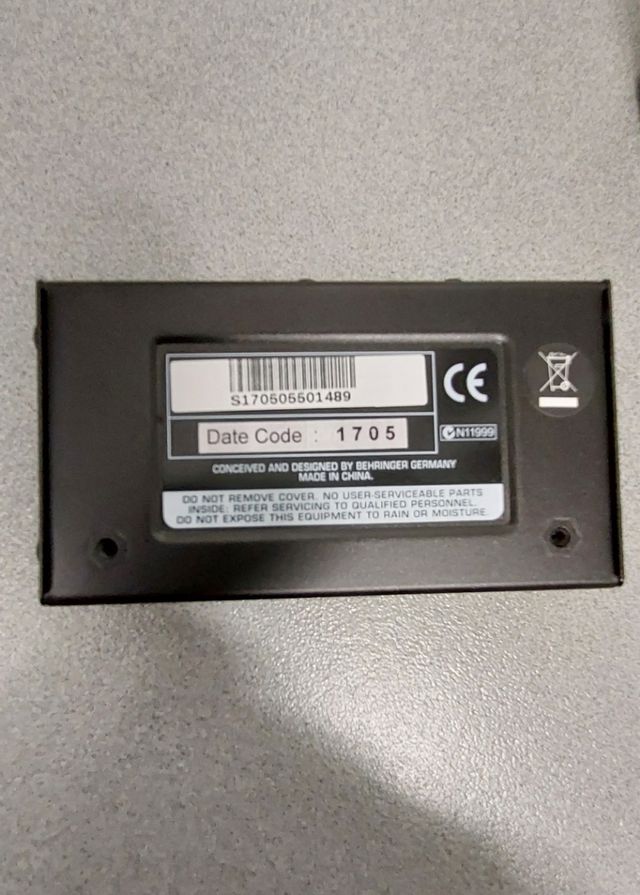 S170505501489
Date Code : 1705
CE
N11999
CONCEIVED AND DESIGNED BY BEHRINGER GERMANY
MADE IN CHINA.
DO NOT REMOVE COVER. NO USER-SERVICEABLE PARTS
INSIDE; REFER SERVICING TO QUALIFIED PERSONNEL.
DO NOT EXPOSE THIS EQUIPMENT TO RAIN OR MOISTURE.